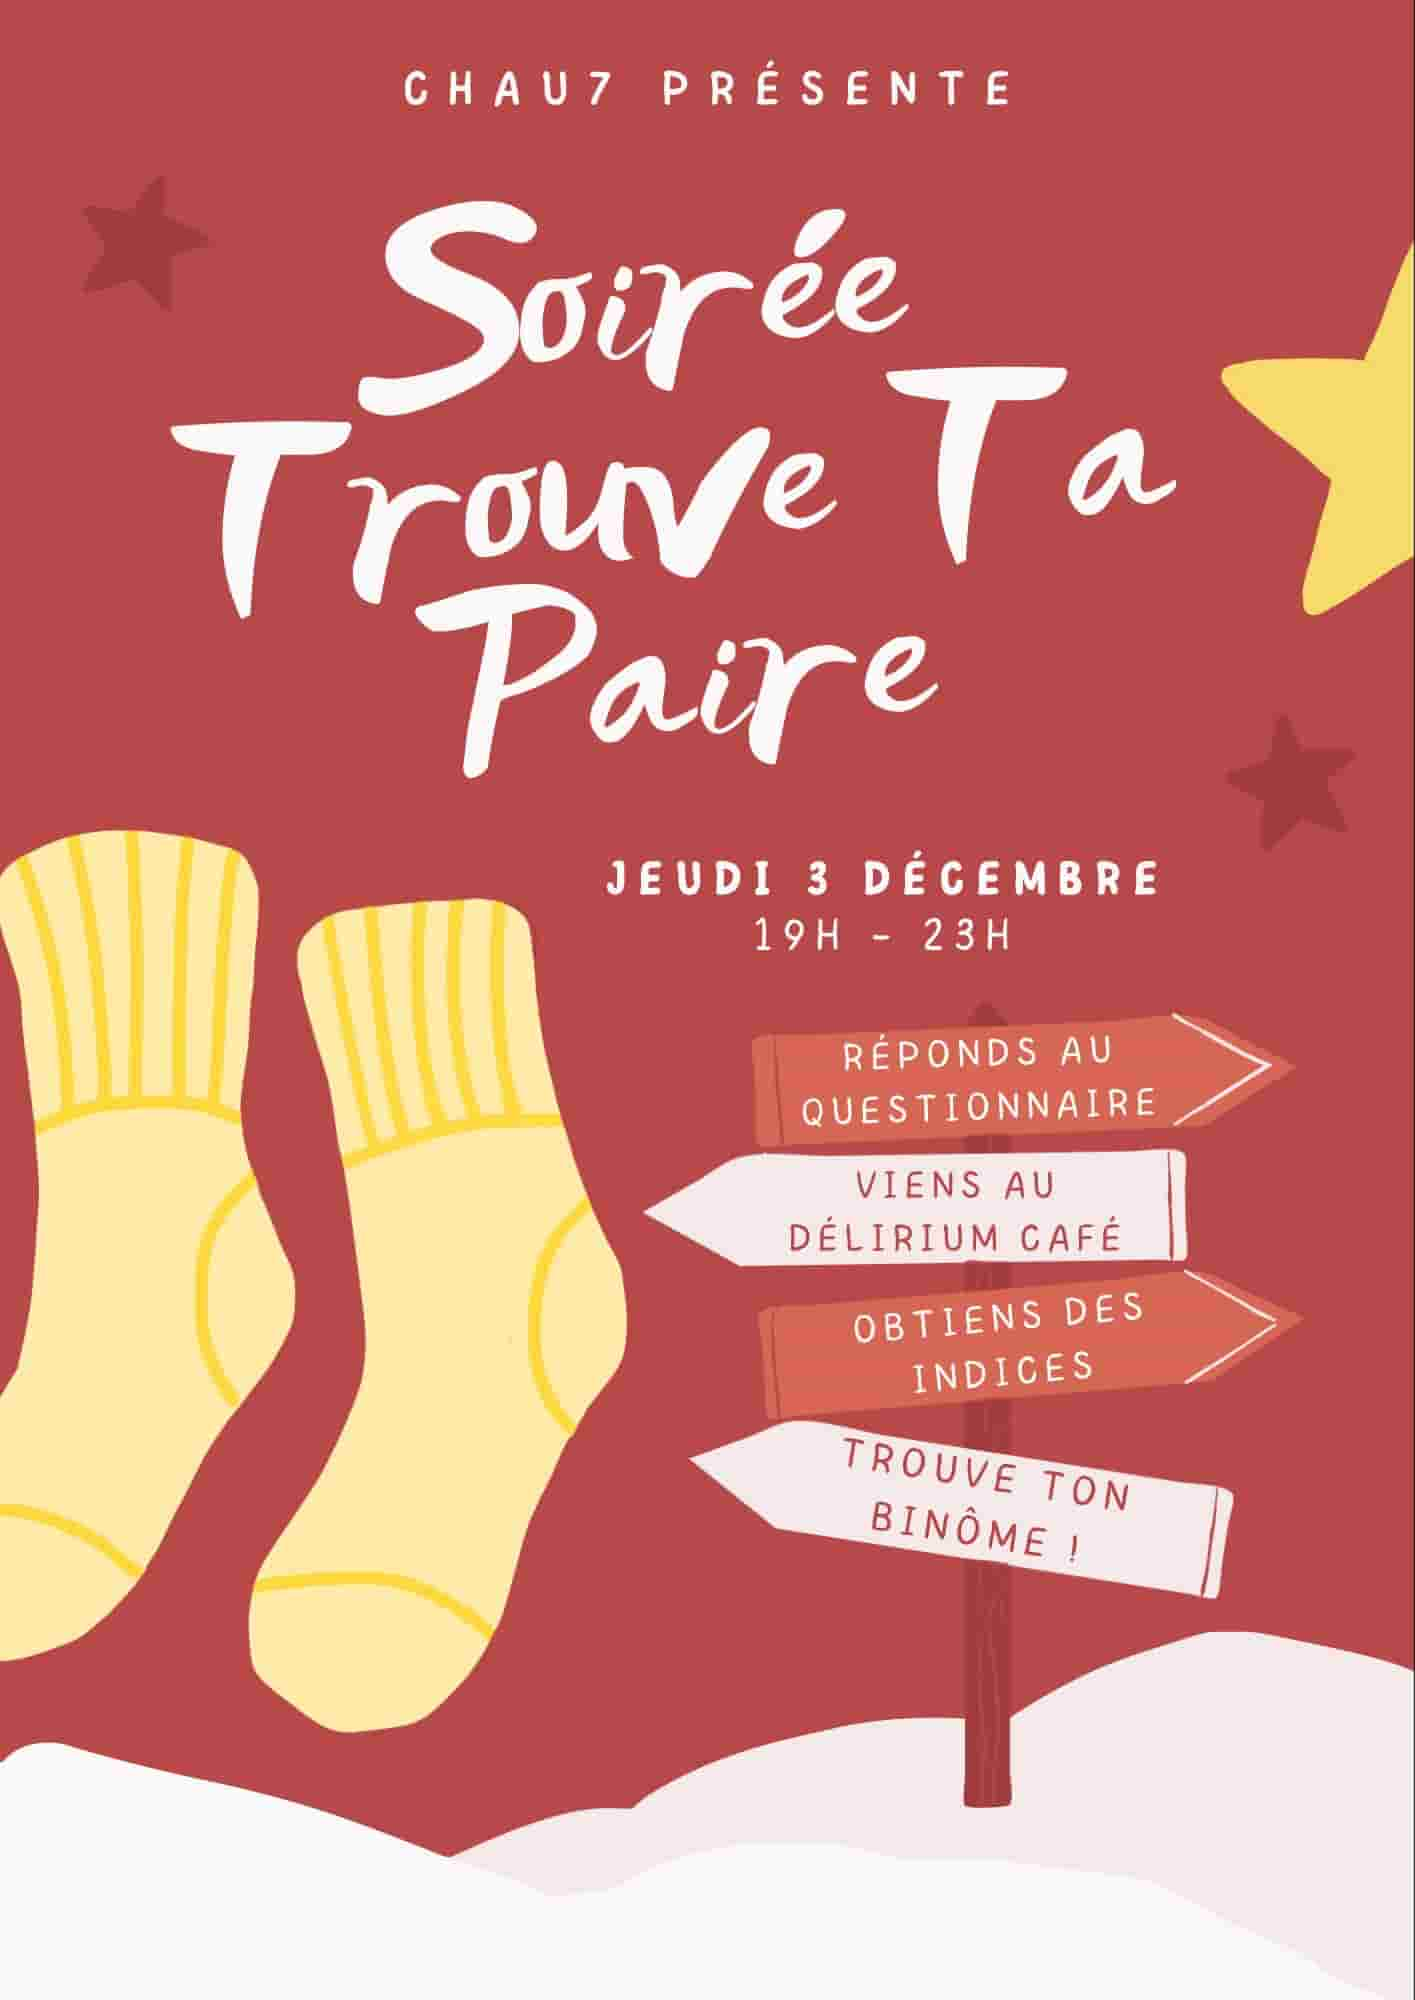 CHAU7 PRÉSENTE
Soirée
Trouve Ta
Paire
JEUDI 3 DÉCEMBRE
19H - 23H
RÉPONDS AU
QUESTIONNAIRE
VIENS AU
DÉLIRIUM CAFÉ
OBTIENS DES
INDICES
TROUVE TON
BINÔME !